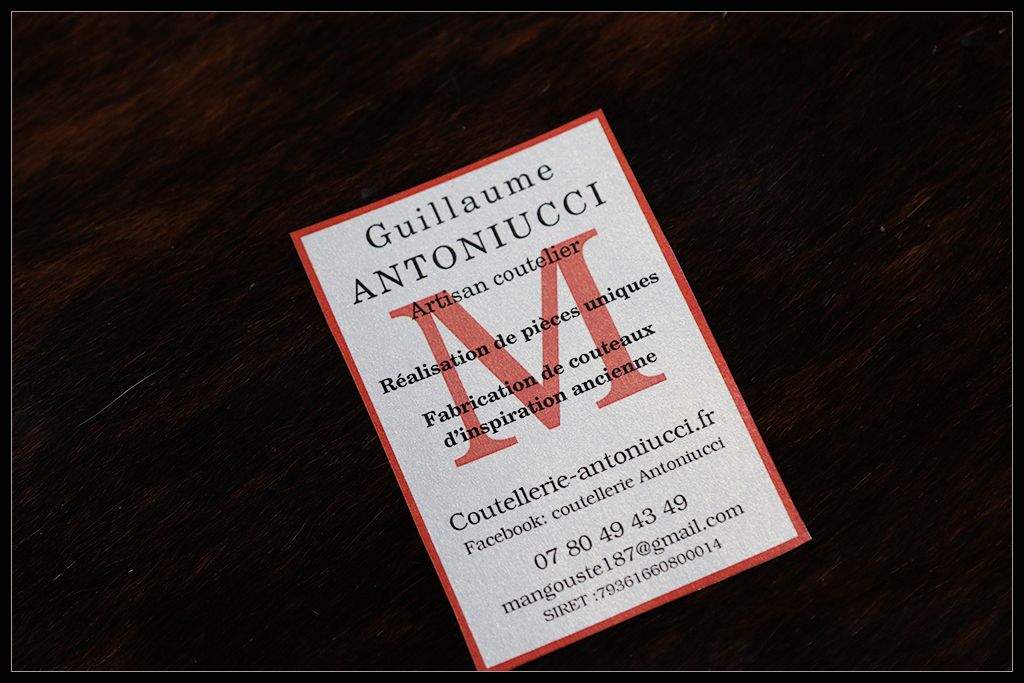 Guillaume
ANTONIUCCI
Artisan coutelier
M
Réalisation de pièces uniques
Fabrication de couteaux
d'inspiration ancienne
Coutellerie-antoniucci.fr
Facebook: coutellerie Antoniucci
07 80 49 43 49
mangouste187@gmail.com
SIRET :79361660800014